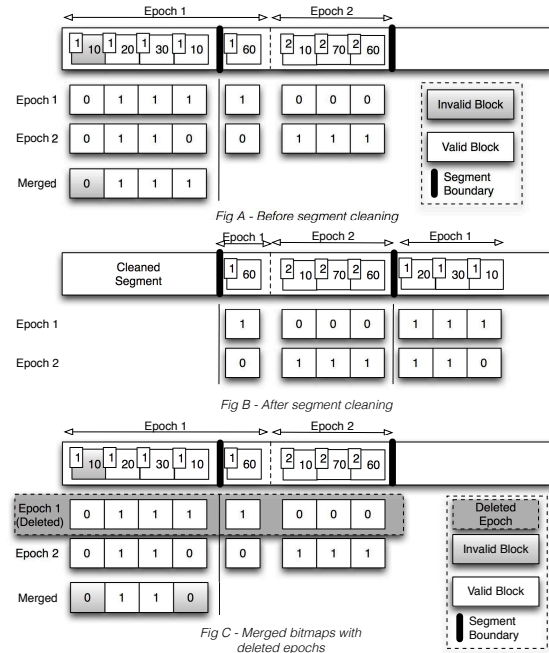 Epoch 1 Epoch 2
1 10 1 20 1 30 1 10 1 60 2 10 2 70 2 60
Epoch 1 0 1 1 1 1 0 0 0
Epoch 2 0 1 1 0 0 1 1 1
Merged 0 1 1 1
Invalid Block
Valid Block
Segment
Boundary
Fig A - Before segment cleaning
Epoch 1 Epoch 2 Epoch 1
Cleaned
Segment
1 60 2 10 2 70 2 60 1 20 1 30 1 10
Epoch 1 1 0 0 0 1 1 1
Epoch 2 0 1 1 1 1 1 0
Fig B - After segment cleaning
Epoch 1 Epoch 2
1 10 1 20 1 30 1 10 1 60 2 10 2 70 2 60
Epoch 1
(Deleted)
0 1 1 1 1 0 0 0
Epoch 2 0 1 1 0 0 1 1 1
Merged 0 1 1 0
Deleted
Epoch
Invalid Block
Valid Block
Segment
Boundary
Fig C - Merged bitmaps with
deleted epochs